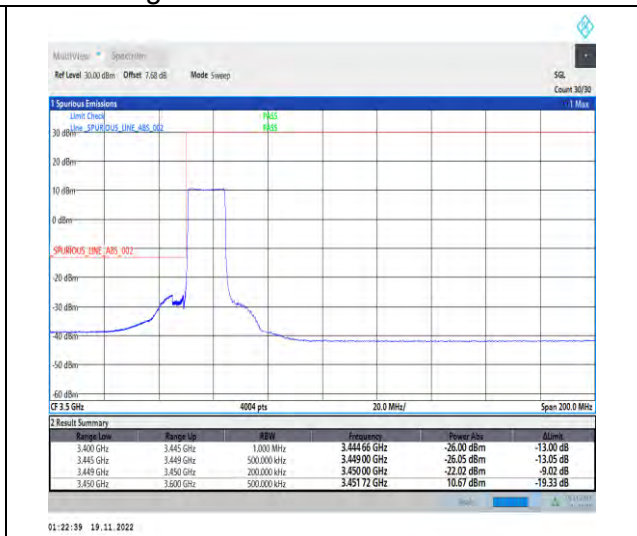 MultiView Spectrum
Ref Level 30.00 dBm Offset 7.68 dB Mode Sweep SGL
Count 30/30
1 Spurious Emissions 1 Max
Limit Check PASS
Line _SPURIOUS_LINE_ABS_002 PASS
30 dBm
20 dBm
10 dBm
0 dBm
_SPURIOUS_LINE_ABS_002
-20 dBm
-30 dBm
-40 dBm
-50 dBm
-60 dBm
CF 3.5 GHz 4004 pts 20.0 MHz/ Span 200.0 MHz
2 Result Summary
Range Low Range Up RBW Frequency Power Abs ΔLimit
3.400 GHz 3.445 GHz 1.000 MHz 3.444 66 GHz -26.00 dBm -13.00 dB
3.445 GHz 3.449 GHz 500.000 kHz 3.449 00 GHz -26.05 dBm -13.05 dB
3.449 GHz 3.450 GHz 200.000 kHz 3.450 00 GHz -22.02 dBm -9.02 dB
3.450 GHz 3.600 GHz 500.000 kHz 3.451 72 GHz 10.67 dBm -19.33 dB
01:22:39 19.11.2022